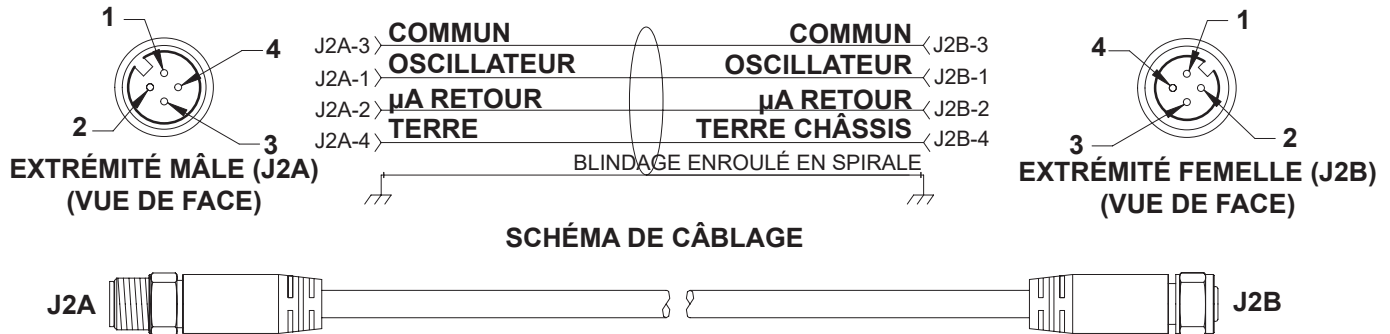 1
4
2
3
EXTRÉMITÉ MÂLE (J2A)
(VUE DE FACE)
J2A-3 COMMUN COMMUN J2B-3
J2A-1 OSCILLATEUR OSCILLATEUR J2B-1
J2A-2 µA RETOUR µA RETOUR J2B-2
J2A-4 TERRE TERRE CHÂSSIS J2B-4
BLINDAGE ENROULÉ EN SPIRALE
1
4
3
2
EXTRÉMITÉ FEMELLE (J2B)
(VUE DE FACE)
SCHÉMA DE CÂBLAGE
J2A
J2B